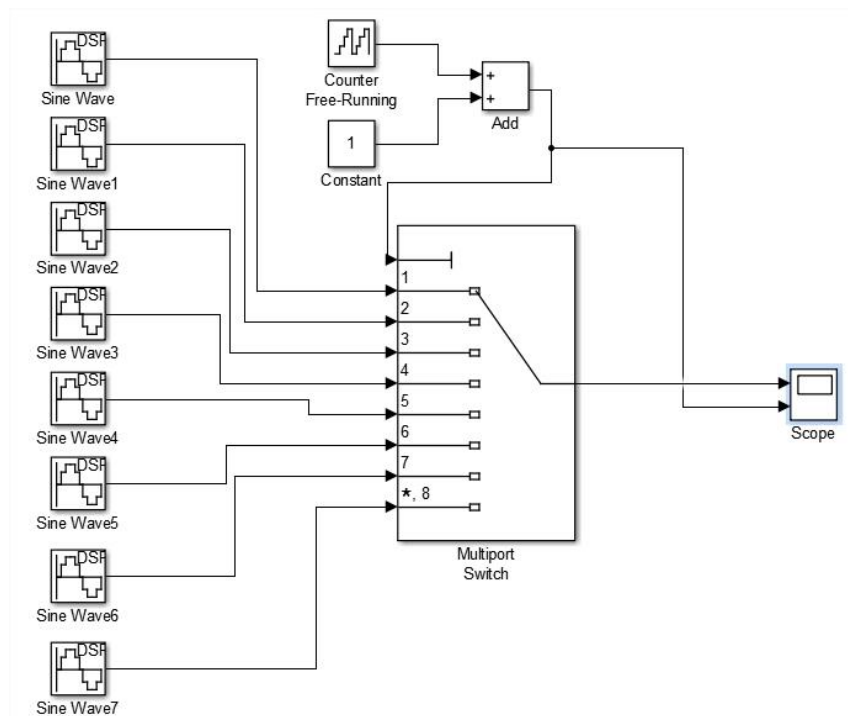 DSP
Sine Wave
DSP
Sine Wave1
DSP
Sine Wave2
DSP
Sine Wave3
DSP
Sine Wave4
DSP
Sine Wave5
DSP
Sine Wave6
DSP
Sine Wave7
Counter
Free-Running
1
Constant
+
+
Add
1
2
3
4
5
6
7
*, 8
Multiport
Switch
Scope